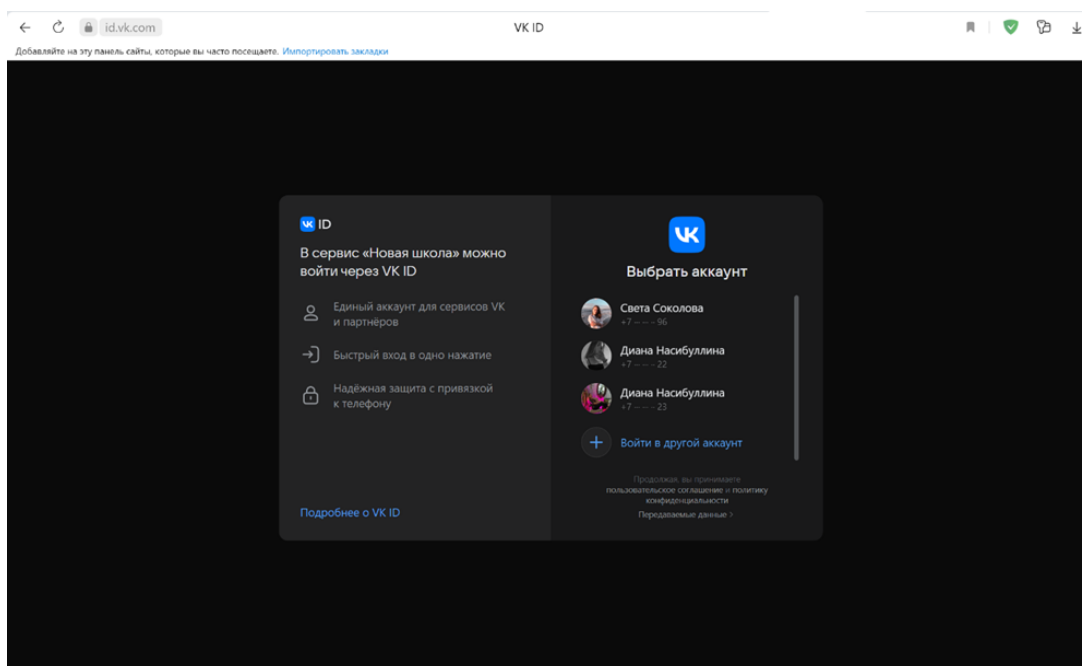 id.vk.com
VK ID
Добавляйте на эту панель сайты, которые вы часто посещаете. Импортировать закладки
VK ID
В сервис «Новая школа» можно
войти через VK ID
Единый аккаунт для сервисов VK
и партнёров
Быстрый вход в одно нажатие
Надёжная защита с привязкой
к телефону
Подробнее о VK ID
VK
Выбрать аккаунт
Света Соколова
+7 - - - - 96
Диана Насибуллина
+7 - - - - 22
Диана Насибуллина
+7 - - - - 23
Войти в другой аккаунт
Продолжая, вы принимаете
пользовательское соглашение и политику
конфиденциальности
Передаваемые данные >